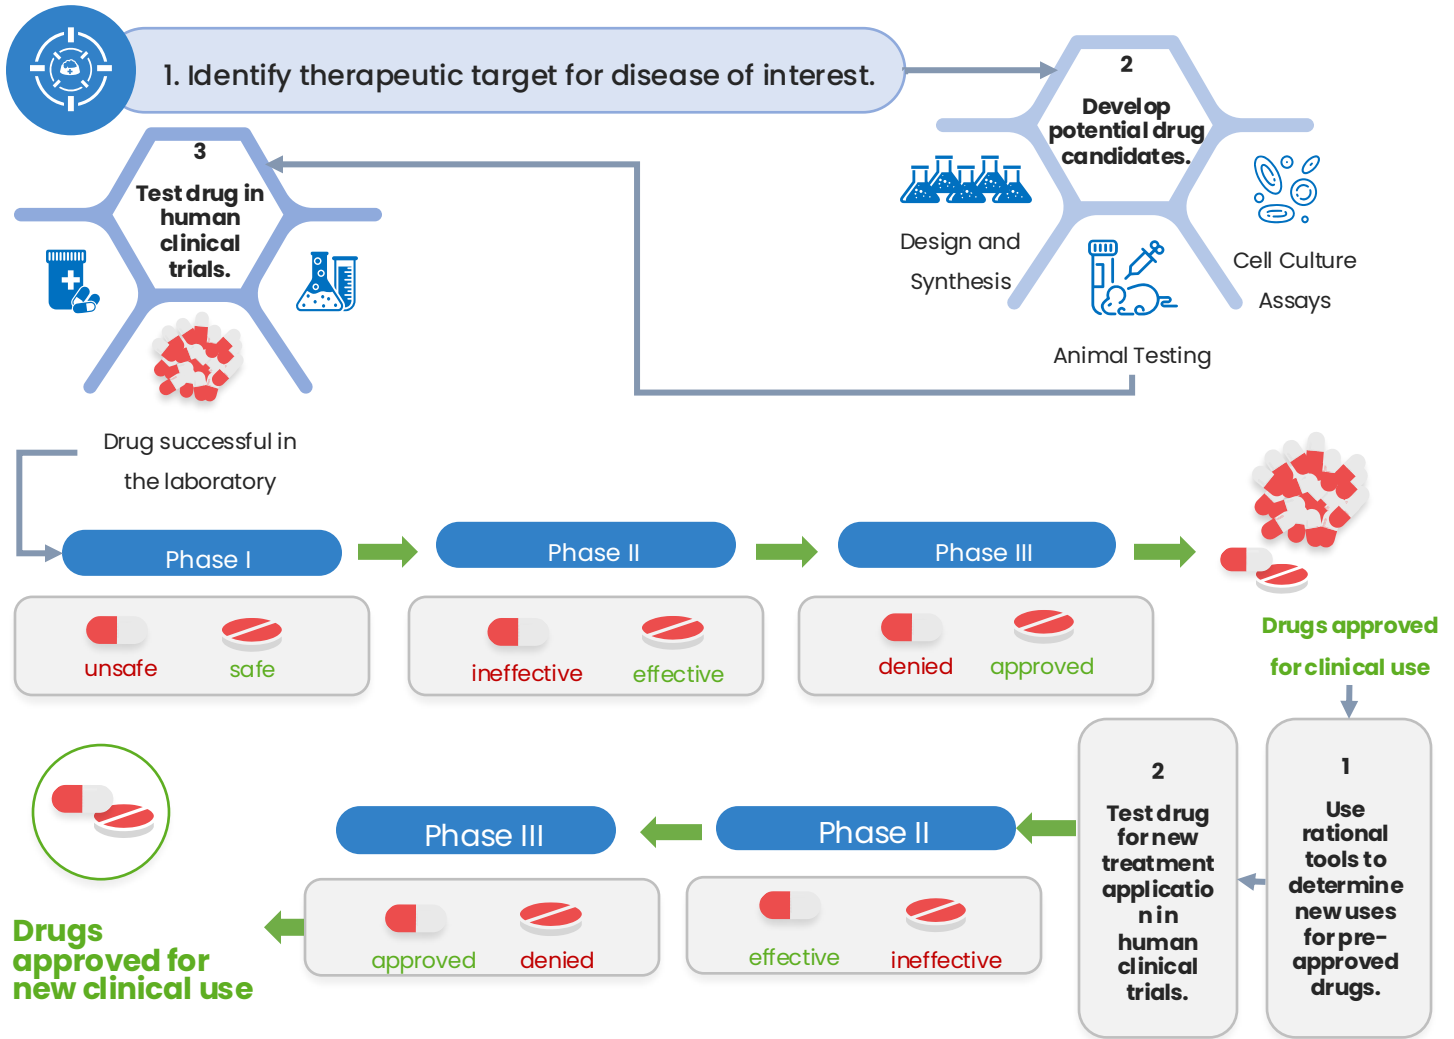 1. Identify therapeutic target for disease of interest.
2
Develop
potential drug
candidates.
Design and
Synthesis
Cell Culture
Assays
Animal Testing
3
Test drug in
human
clinical
trials.
Drug successful in
the laboratory
Phase I
Phase II
Phase III
unsafe
safe
ineffective
effective
denied
approved
Drugs approved
for clinical use
1
Use
rational
tools to
determine
new uses
for pre-
approved
drugs.
2
Test drug
for new
treatment
applicatio
n in
human
clinical
trials.
Phase II
effective
ineffective
Phase III
approved
denied
Drugs
approved for
new clinical use